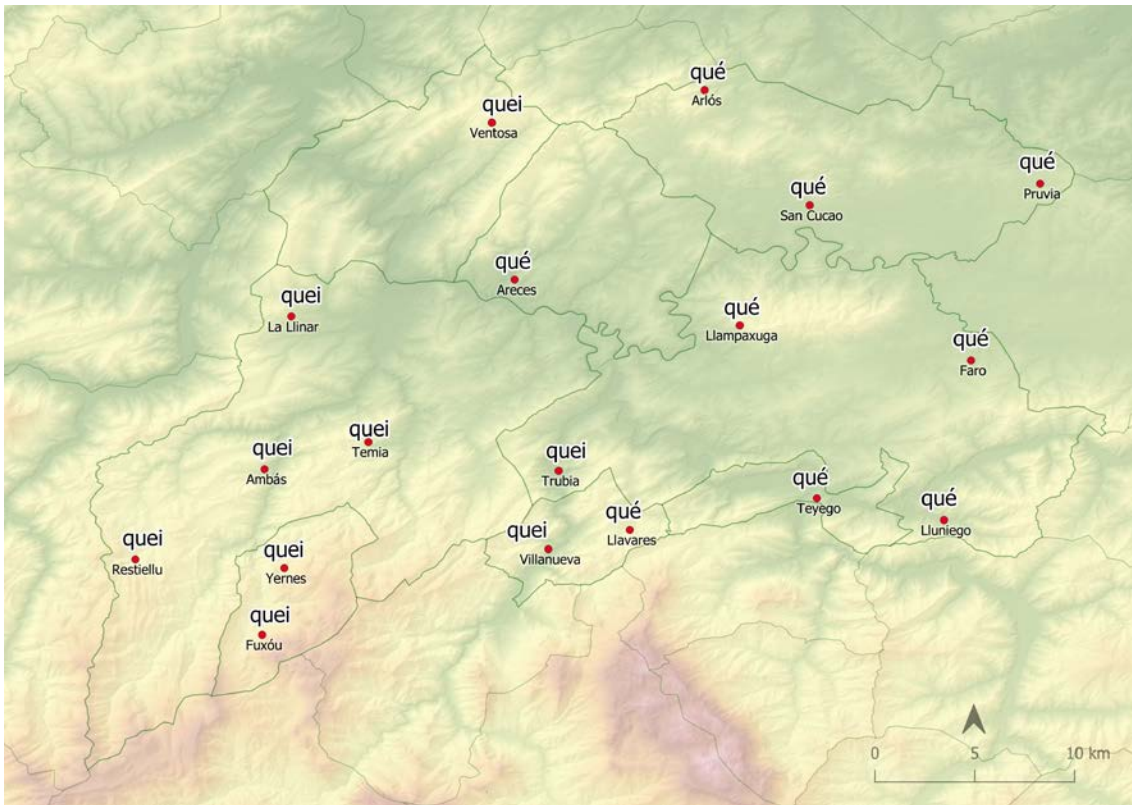 qué
Arlós
quei
Ventosa
qué
Pruvia
qué
San Cucao
qué
Areces
quei
La Llinar
qué
Llampaxuga
qué
Faro
quei
Temia
quei
Ambás
quei
Trubia
qué
Teyego
qué
Lluniego
qué
Llavares
quei
Villanueva
quei
Restiellu
quei
Yernes
quei
Fuxóu
0 5 10 km